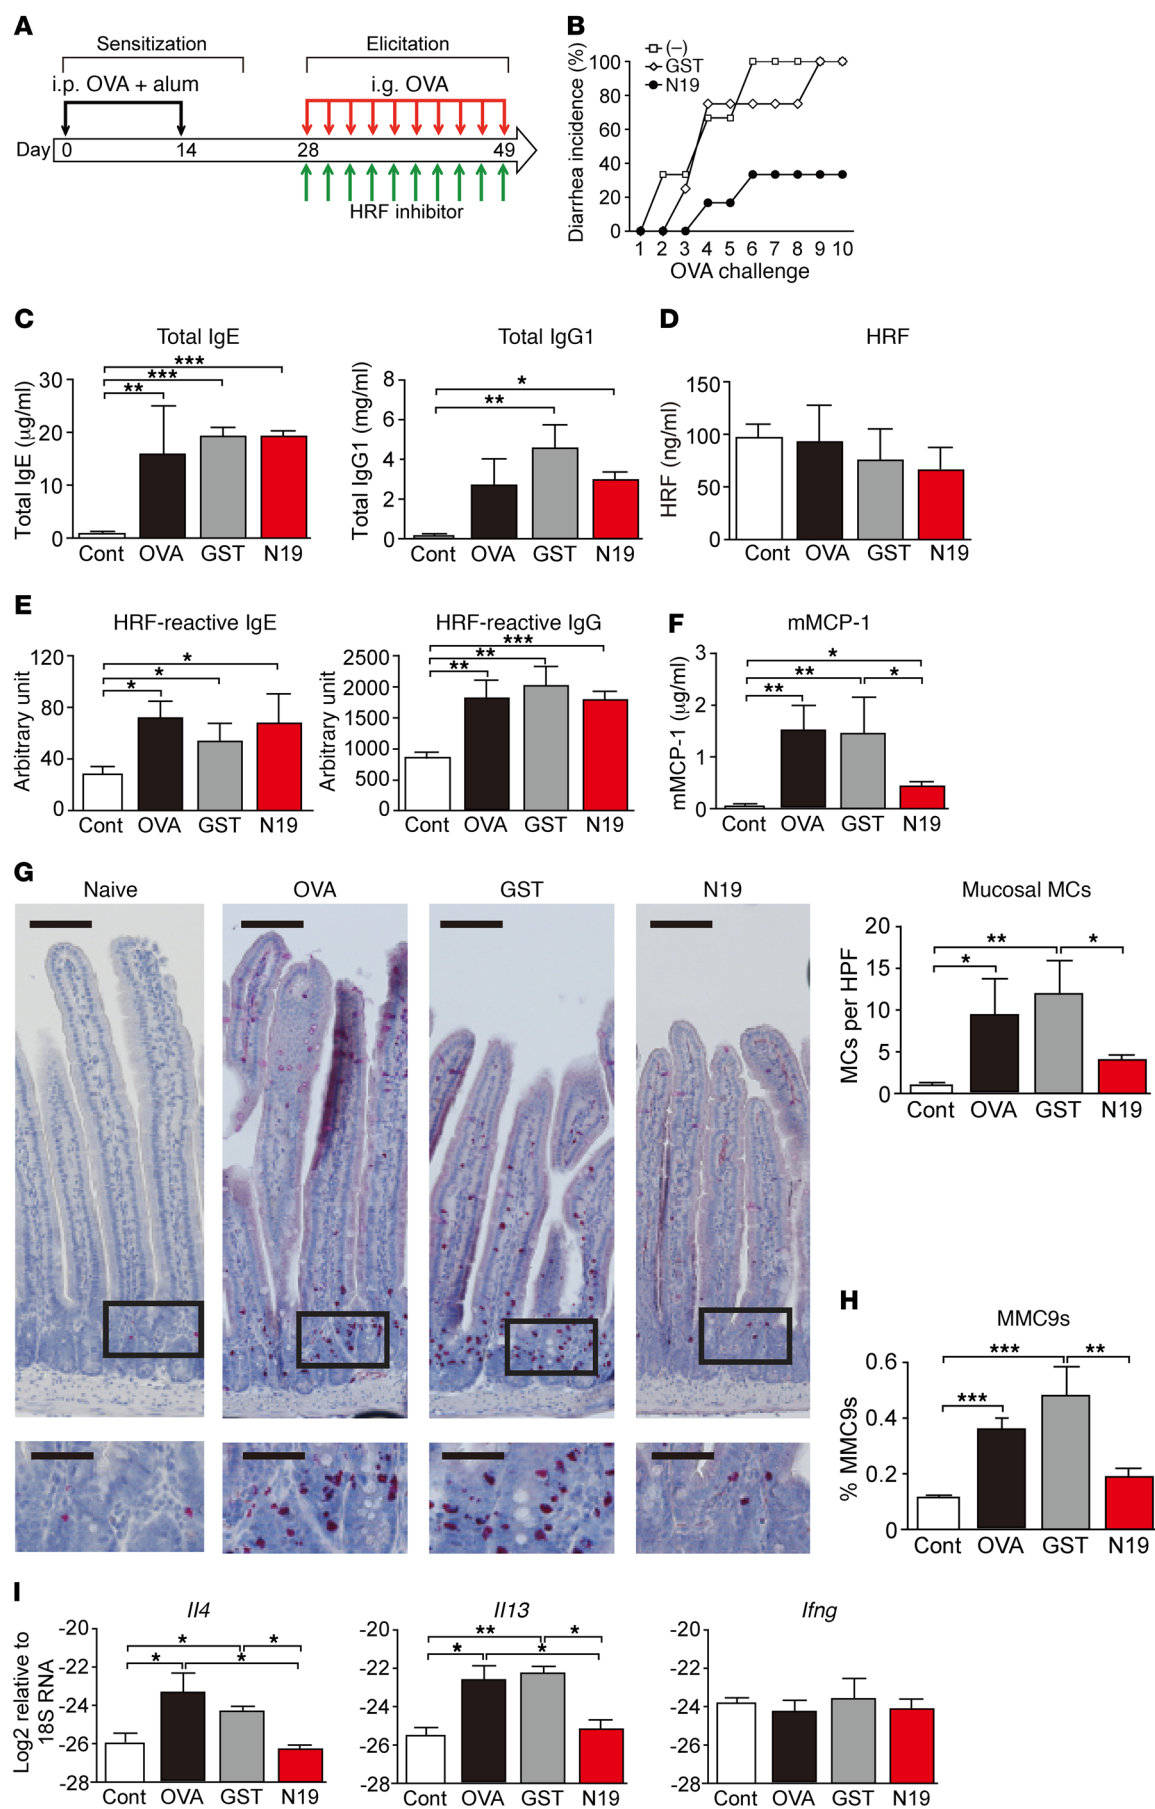 A
Sensitization
Elicitation
i.p. OVA + alum
i.g. OVA
Day 0 14 28 49
HRF inhibitor
B
(–)
GST
N19
Diarrhea incidence (%)
100
80
60
40
20
0
1 2 3 4 5 6 7 8 9 10
OVA challenge
C
Total IgE
Total IgE (µg/ml)
30
20
10
0
***
***
**
Cont OVA GST N19
Total IgG1
Total IgG1 (mg/ml)
8
6
4
2
0
*
**
Cont OVA GST N19
D
HRF
HRF (ng/ml)
150
100
50
0
Cont OVA GST N19
E
HRF-reactive IgE
Arbitrary unit
120
80
40
0
*
*
*
Cont OVA GST N19
HRF-reactive IgG
Arbitrary unit
2500
2000
1500
1000
500
0
***
**
**
Cont OVA GST N19
F
mMCP-1
mMCP-1 (µg/ml)
3
2
1
0
*
** *
**
Cont OVA GST N19
G
Naive OVA GST N19
Mucosal MCs
MCs per HPF
20
15
10
5
0
** *
*
Cont OVA GST N19
H
MMC9s
% MMC9s
0.6
0.4
0.2
0
*** **
***
Cont OVA GST N19
I
Il4
Log2 relative to
18S RNA
-20
-22
-24
-26
-28
* *
* *
Cont OVA GST N19
Il13
-20
-22
-24
-26
-28
** *
* *
Cont OVA GST N19
Ifng
-20
-22
-24
-26
-28
Cont OVA GST N19